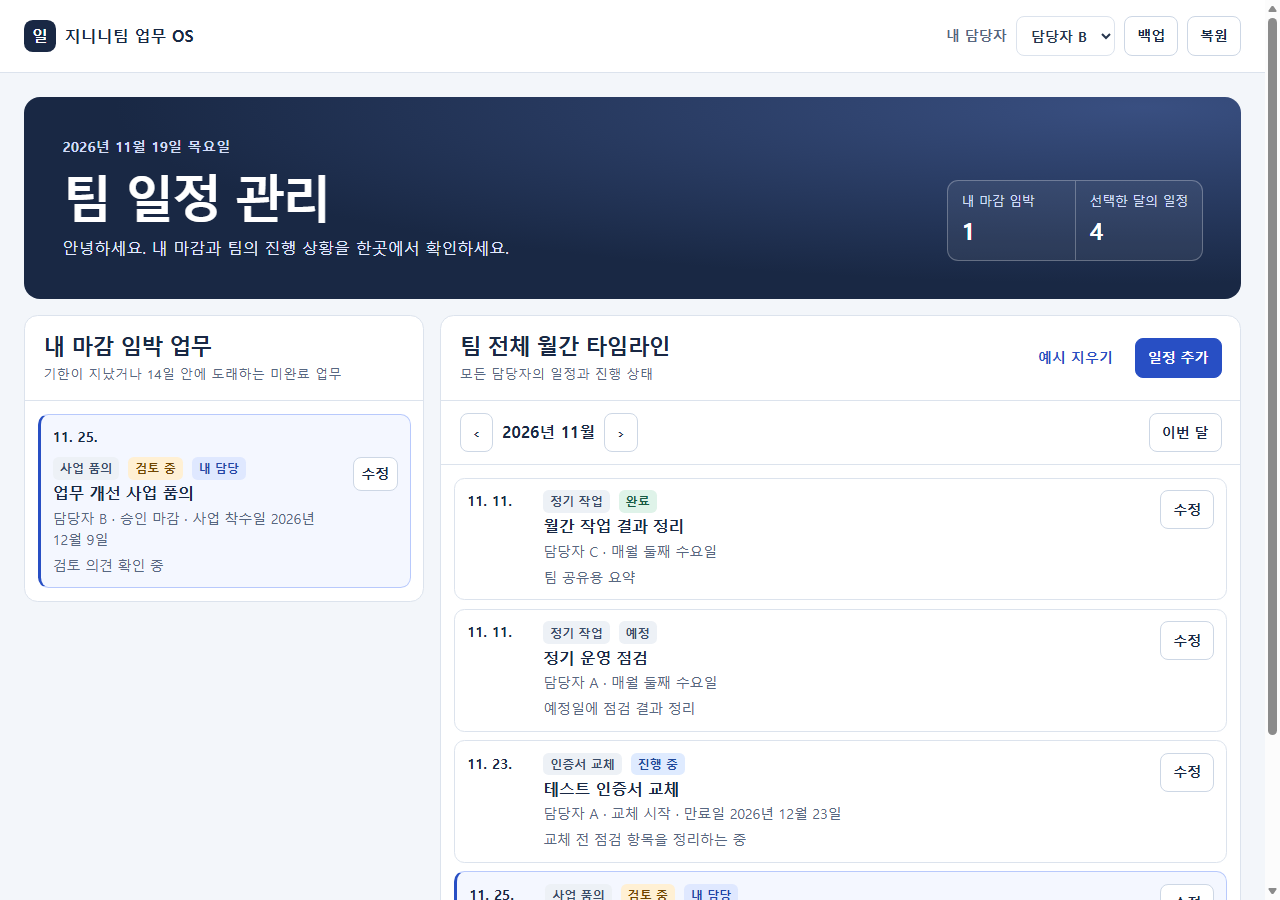 일 지니니팀 업무 OS
내 담당자 담당자 B 백업 복원
2026년 11월 19일 목요일
팀 일정 관리
안녕하세요. 내 마감과 팀의 진행 상황을 한곳에서 확인하세요.
내 마감 임박
1
선택한 달의 일정
4
내 마감 임박 업무
기한이 지났거나 14일 안에 도래하는 미완료 업무
11. 25.
사업 품의 검토 중 내 담당
업무 개선 사업 품의
담당자 B · 승인 마감 · 사업 착수일 2026년
12월 9일
검토 의견 확인 중
수정
팀 전체 월간 타임라인
모든 담당자의 일정과 진행 상태
예시 지우기 일정 추가
‹ 2026년 11월 › 이번 달
11. 11. 정기 작업 완료 수정
월간 작업 결과 정리
담당자 C · 매월 둘째 수요일
팀 공유용 요약
11. 11. 정기 작업 예정 수정
정기 운영 점검
담당자 A · 매월 둘째 수요일
예정일에 점검 결과 정리
11. 23. 인증서 교체 진행 중 수정
테스트 인증서 교체
담당자 A · 교체 시작 · 만료일 2026년 12월 23일
교체 전 점검 항목을 정리하는 중
11. 25. 사업 품의 검토 중 내 담당